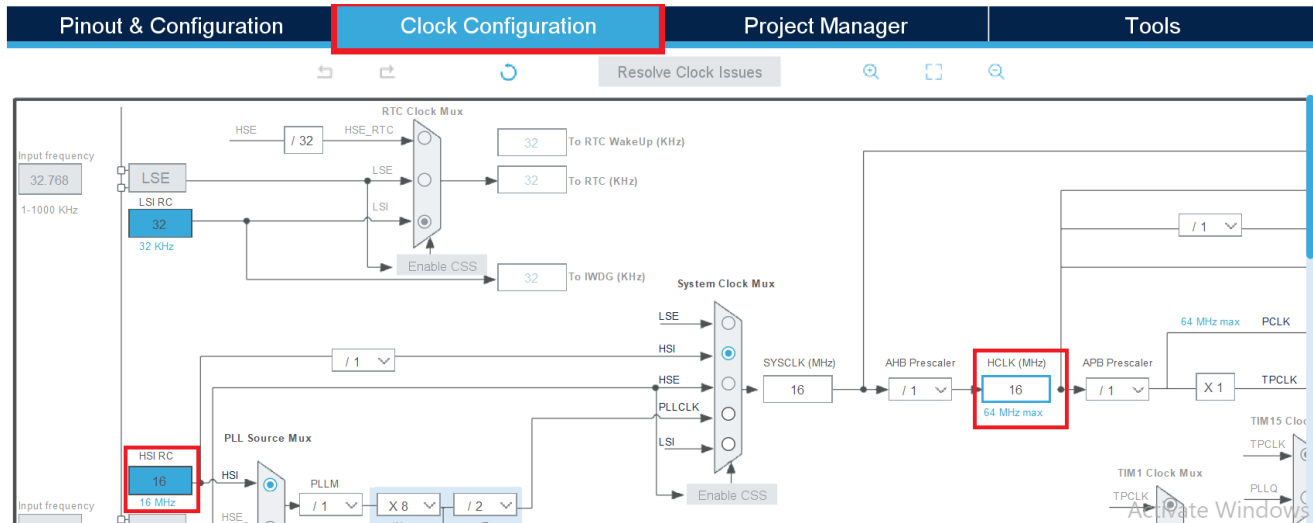 Pinout & Configuration
Clock Configuration
Project Manager
Tools
Resolve Clock Issues
RTC Clock Mux
HSE
/ 32
HSE_RTC
32
To RTC WakeUp (KHz)
Input frequency
32.768
1-1000 KHz
LSE
LSE
32
To RTC (KHz)
LSI RC
32
32 KHz
LSI
Enable CSS
32
To IWDG (KHz)
/ 1
System Clock Mux
LSE
HSI
HSE
PLLCLK
LSI
Enable CSS
/ 1
SYSCLK (MHz)
16
AHB Prescaler
/ 1
HCLK (MHz)
16
64 MHz max
APB Prescaler
/ 1
64 MHz max
PCLK
X 1
TPCLK
PLL Source Mux
HSI RC
16
16 MHz
HSI
HSE
PLLM
/ 1
X 8
/ 2
Input frequency
TIM15 Cloc
TPCLK
TIM1 Clock Mux
TPCLK
PLLQ
Activate Windows